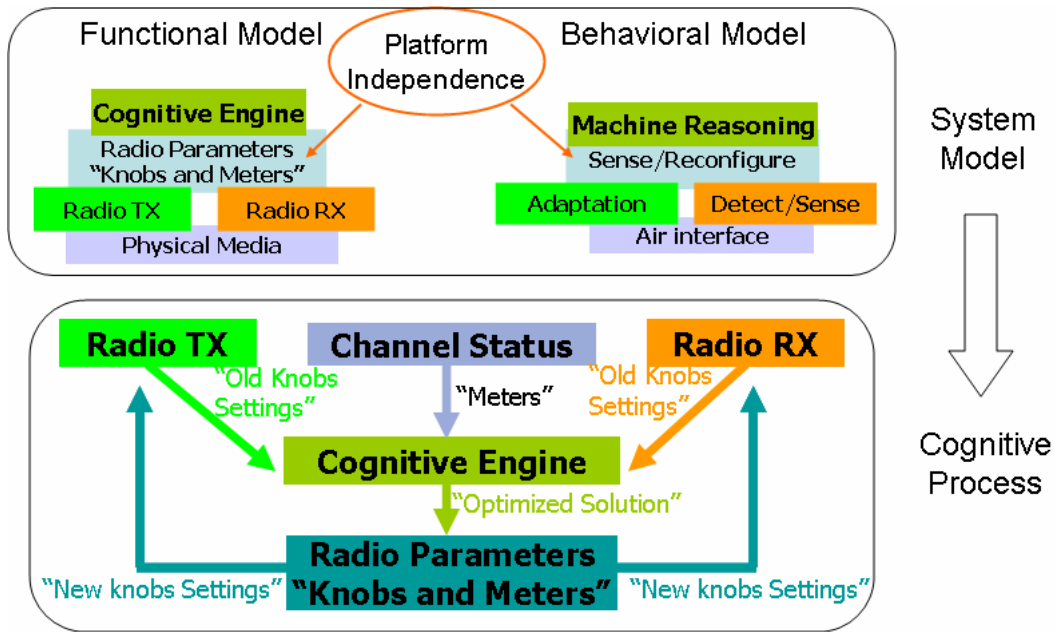 Functional Model
Platform
Independence
Behavioral Model
Cognitive Engine
Radio Parameters
“Knobs and Meters”
Radio TX
Radio RX
Physical Media
Machine Reasoning
Sense/Reconfigure
Adaptation
Detect/Sense
Air interface
System
Model
Radio TX
Channel Status
Radio RX
“Old Knobs
Settings”
“Meters”
“Old Knobs
Settings”
Cognitive Engine
“Optimized Solution”
Radio Parameters
“Knobs and Meters”
“New knobs Settings”
“New knobs Settings”
Cognitive
Process